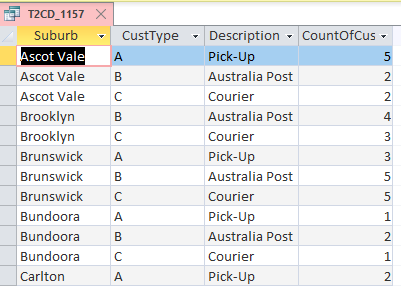 T2CD_1157
Suburb CustType Description CountOfCus
Ascot Vale A Pick-Up 5
Ascot Vale B Australia Post 2
Ascot Vale C Courier 2
Brooklyn B Australia Post 4
Brooklyn C Courier 3
Brunswick A Pick-Up 3
Brunswick B Australia Post 5
Brunswick C Courier 5
Bundoora A Pick-Up 1
Bundoora B Australia Post 2
Bundoora C Courier 1
Carlton A Pick-Up 2